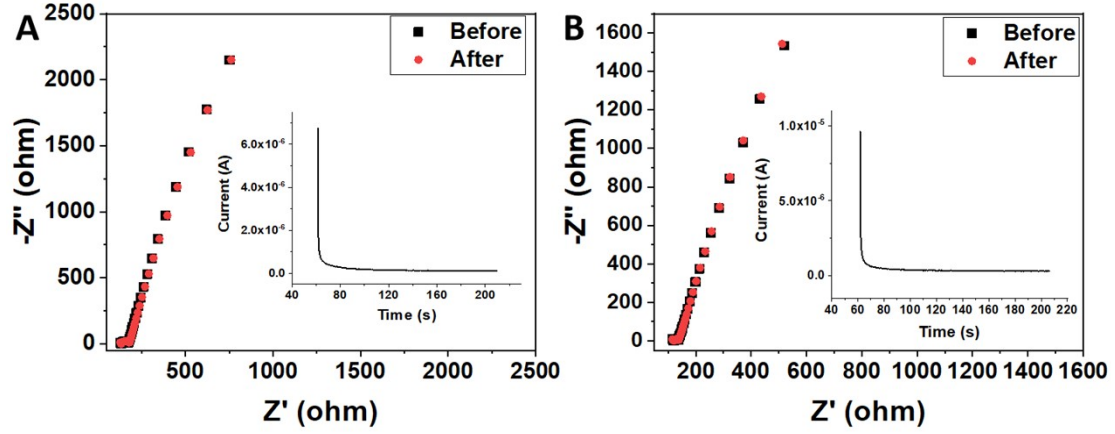 A
Before
After
2500
2000
1500
1000
500
0
-Z" (ohm)
500 1000 1500 2000 2500
Z' (ohm)
6.0x10⁻⁶
4.0x10⁻⁶
2.0x10⁻⁶
0.0
Current (A)
40 80 120 160 200
Time (s)
B
Before
After
1600
1400
1200
1000
800
600
400
200
0
-Z" (ohm)
200 400 600 800 1000 1200 1400 1600
Z' (ohm)
1.0x10⁻⁵
5.0x10⁻⁶
0.0
Current (A)
40 60 80 100 120 140 160 180 200 220
Time (s)